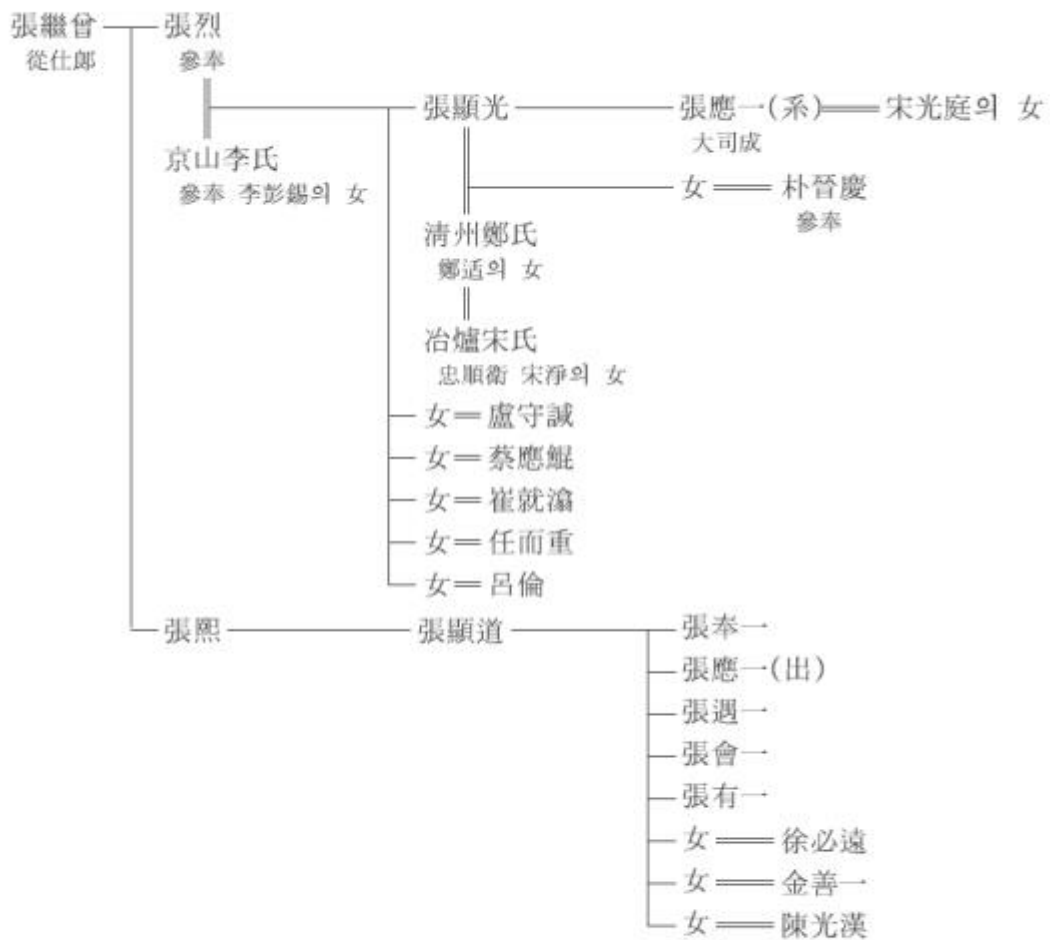 張繼曾 張烈
從仕郞 參奉
張顯光 張應一(系) 宋光庭의 女
大司成
京山李氏
參奉 李彭錫의 女
女 朴晉慶
參奉
淸州鄭氏
鄭适의 女
冶爐宋氏
忠順衛 宋淨의 女
女 盧守諴
女 蔡應鯤
女 崔就
女 任而重
女 呂倫
張熙 張顯道 張奉一
張應一(出)
張遇一
張會一
張有一
女 徐必遠
女 金善一
女 陳光漢